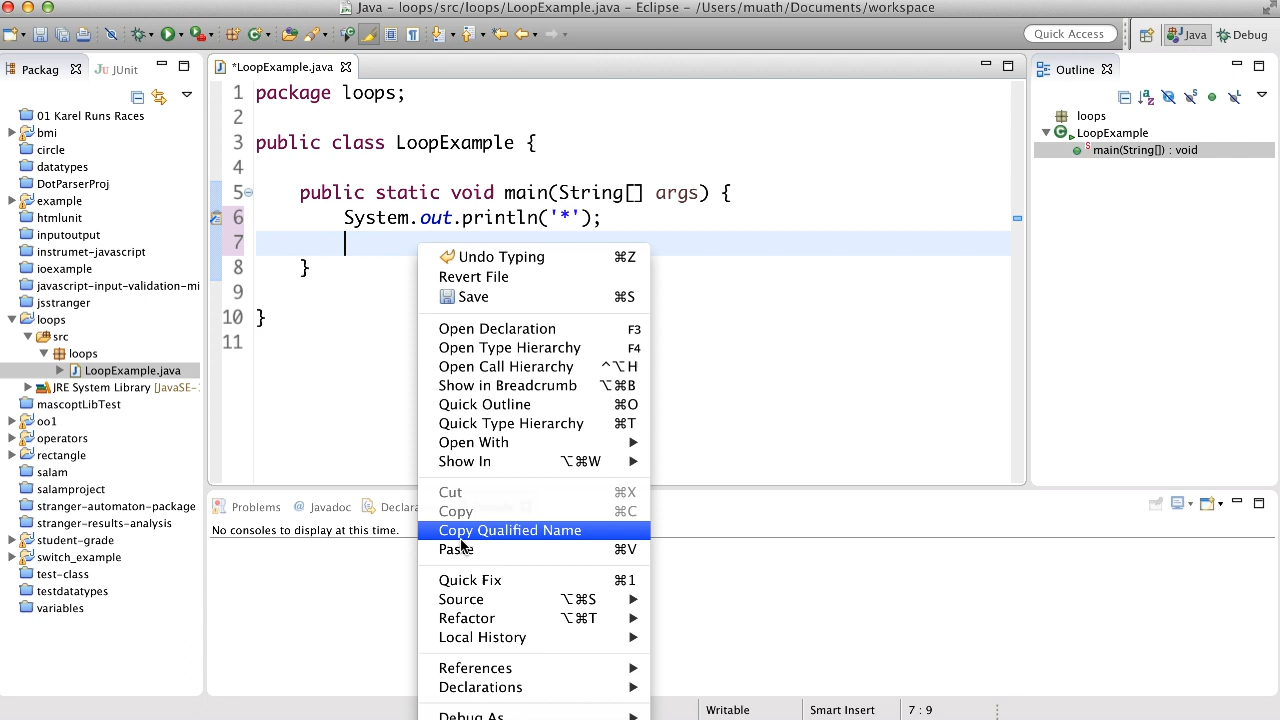 Java – loops/src/loops/LoopExample.java – Eclipse – /Users/muath/Documents/workspace
Quick Access
Java
Debug
Packag
JUnit
01 Karel Runs Races
bmi
circle
datatypes
DotParserProj
example
htmlunit
inputoutput
instrumet-javascript
ioexample
javascript-input-validation-mi
jsstranger
loops
src
loops
LoopExample.java
JRE System Library [JavaSE-
mascoptLibTest
oo1
operators
rectangle
salam
salamproject
stranger-automaton-package
stranger-results-analysis
student-grade
switch_example
test-class
testdatatypes
variables
*LoopExample.java
1 package loops;
2
3 public class LoopExample {
4
5 public static void main(String[] args) {
6 System.out.println('*');
7
8 }
9
10 }
11
Undo Typing ⌘Z
Revert File
Save ⌘S
Open Declaration F3
Open Type Hierarchy F4
Open Call Hierarchy ^⌥H
Show in Breadcrumb ⌥⌘B
Quick Outline ⌘O
Quick Type Hierarchy ⌘T
Open With
Show In ⌥⌘W
Cut ⌘X
Copy ⌘C
Copy Qualified Name
Paste ⌘V
Quick Fix ⌘1
Source ⌥⌘S
Refactor ⌥⌘T
Local History
References
Declarations
Debug As
Problems
Javadoc
Declara
No consoles to display at this time.
Outline
loops
LoopExample
main(String[]) : void
Writable
Smart Insert
7 : 9